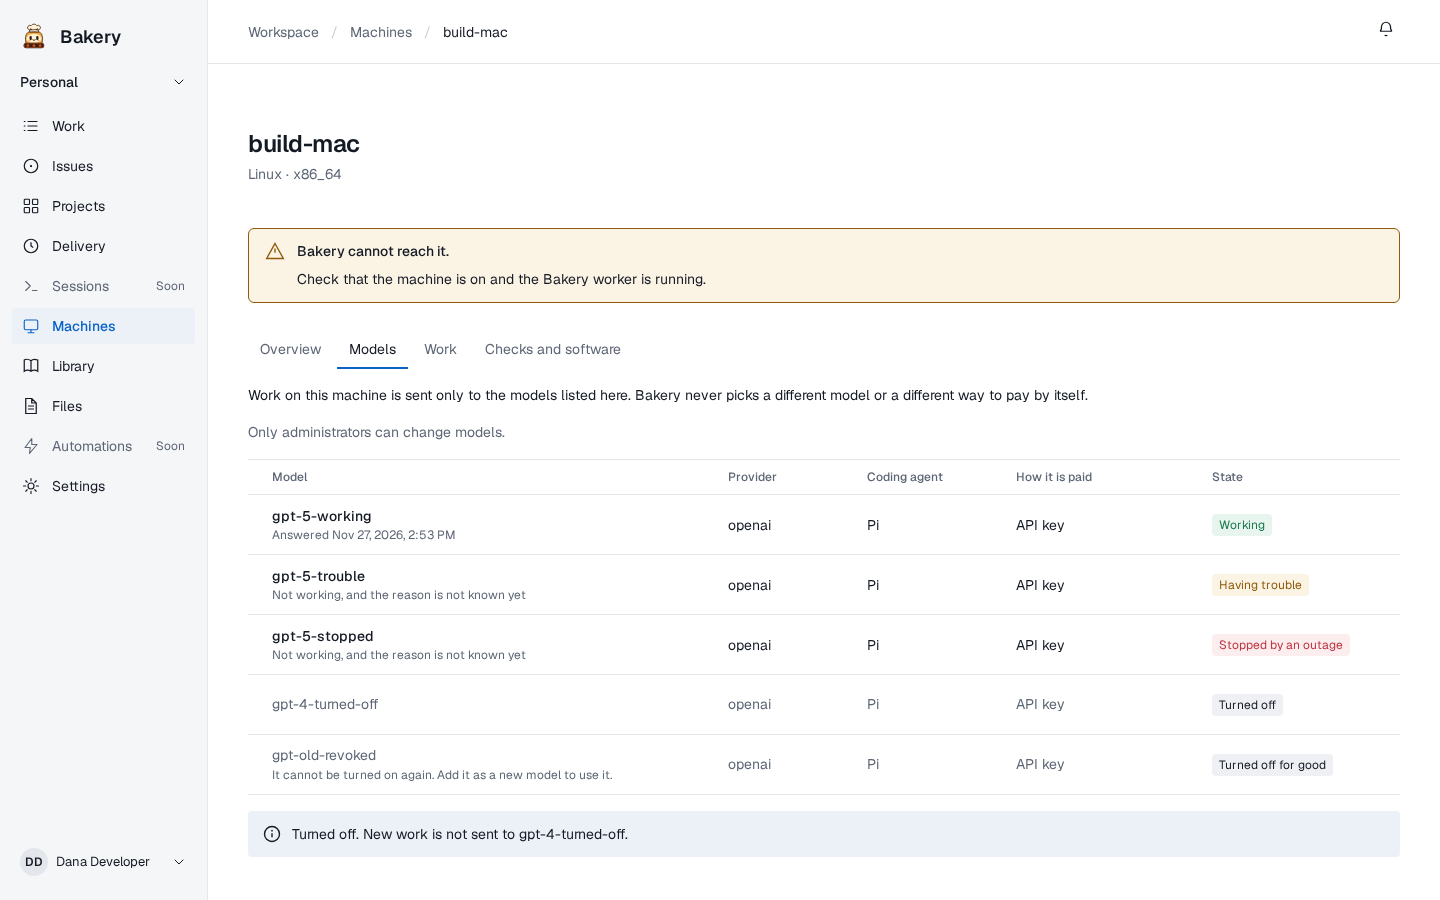 Bakery
Personal
Work
Issues
Projects
Delivery
Sessions Soon
Machines
Library
Files
Automations Soon
Settings
DD Dana Developer
Workspace / Machines / build-mac
build-mac
Linux · x86_64
Bakery cannot reach it.
Check that the machine is on and the Bakery worker is running.
Overview Models Work Checks and software
Work on this machine is sent only to the models listed here. Bakery never picks a different model or a different way to pay by itself.
Only administrators can change models.
Model Provider Coding agent How it is paid State
gpt-5-working
Answered Nov 27, 2026, 2:53 PM
openai Pi API key Working
gpt-5-trouble
Not working, and the reason is not known yet
openai Pi API key Having trouble
gpt-5-stopped
Not working, and the reason is not known yet
openai Pi API key Stopped by an outage
gpt-4-turned-off openai Pi API key Turned off
gpt-old-revoked
It cannot be turned on again. Add it as a new model to use it.
openai Pi API key Turned off for good
Turned off. New work is not sent to gpt-4-turned-off.